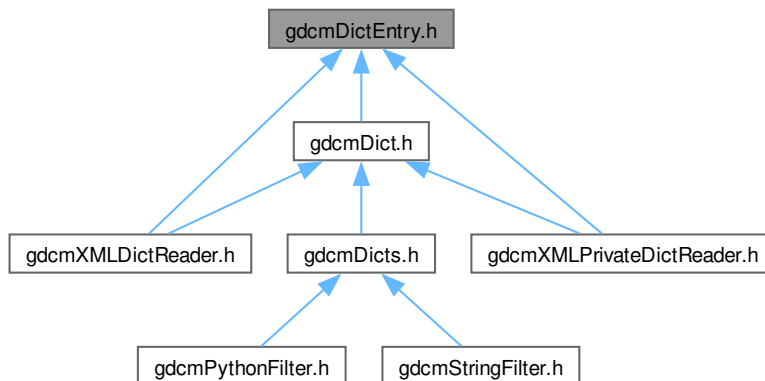 gdcmDictEntry.h
gdcmDict.h
gdcmXMLDictReader.h
gdcmDicts.h
gdcmXMLPrivateDictReader.h
gdcmPythonFilter.h
gdcmStringFilter.h